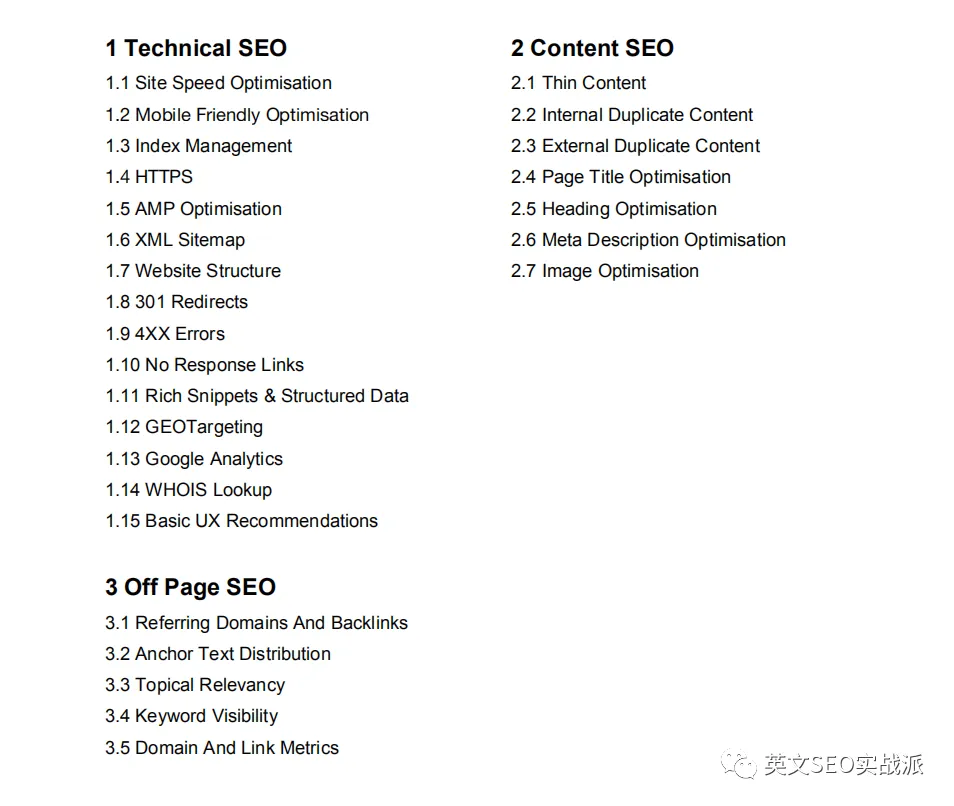 1 Technical SEO
1.1 Site Speed Optimisation
1.2 Mobile Friendly Optimisation
1.3 Index Management
1.4 HTTPS
1.5 AMP Optimisation
1.6 XML Sitemap
1.7 Website Structure
1.8 301 Redirects
1.9 4XX Errors
1.10 No Response Links
1.11 Rich Snippets & Structured Data
1.12 GEOTargeting
1.13 Google Analytics
1.14 WHOIS Lookup
1.15 Basic UX Recommendations
2 Content SEO
2.1 Thin Content
2.2 Internal Duplicate Content
2.3 External Duplicate Content
2.4 Page Title Optimisation
2.5 Heading Optimisation
2.6 Meta Description Optimisation
2.7 Image Optimisation
3 Off Page SEO
3.1 Referring Domains And Backlinks
3.2 Anchor Text Distribution
3.3 Topical Relevancy
3.4 Keyword Visibility
3.5 Domain And Link Metrics
英文SEO实战派